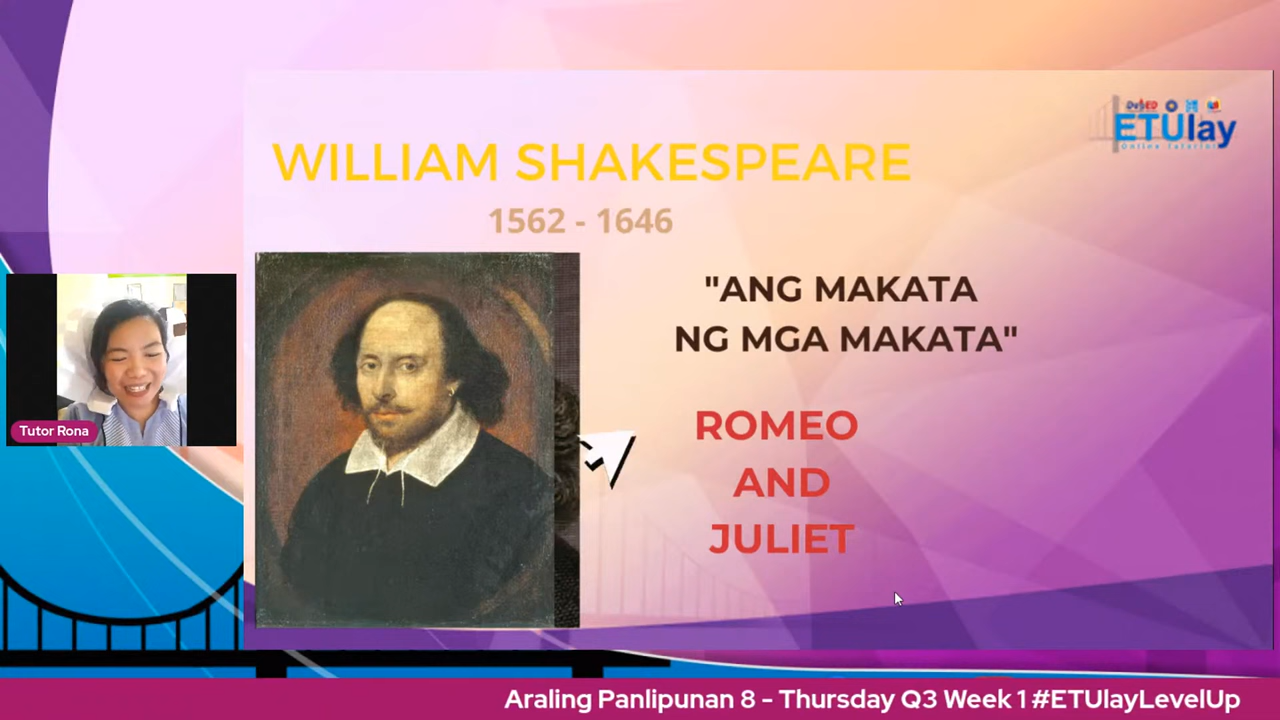 DepED
ETUlay
Online Tutorial
WILLIAM SHAKESPEARE
1562 - 1646
"ANG MAKATA
NG MGA MAKATA"
ROMEO
AND
JULIET
Tutor Rona
Araling Panlipunan 8 - Thursday Q3 Week 1 #ETUlayLevelUp